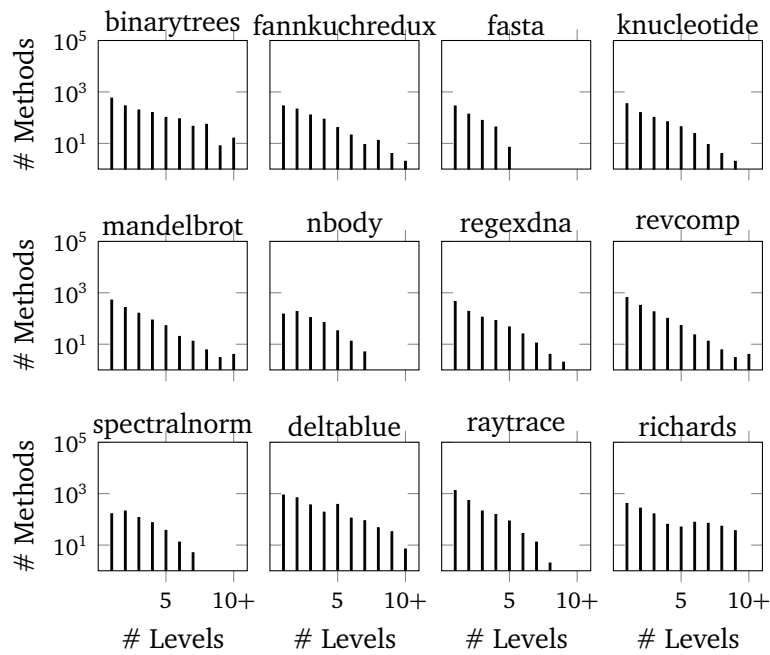 binarytrees fannkuchredux fasta knucleotide
10^5
10^3
10^1
# Methods
mandelbrot nbody regexdna revcomp
10^5
10^3
10^1
# Methods
spectralnorm deltablue raytrace richards
10^5
10^3
10^1
# Methods
5 10+ 5 10+ 5 10+ 5 10+
# Levels # Levels # Levels # Levels